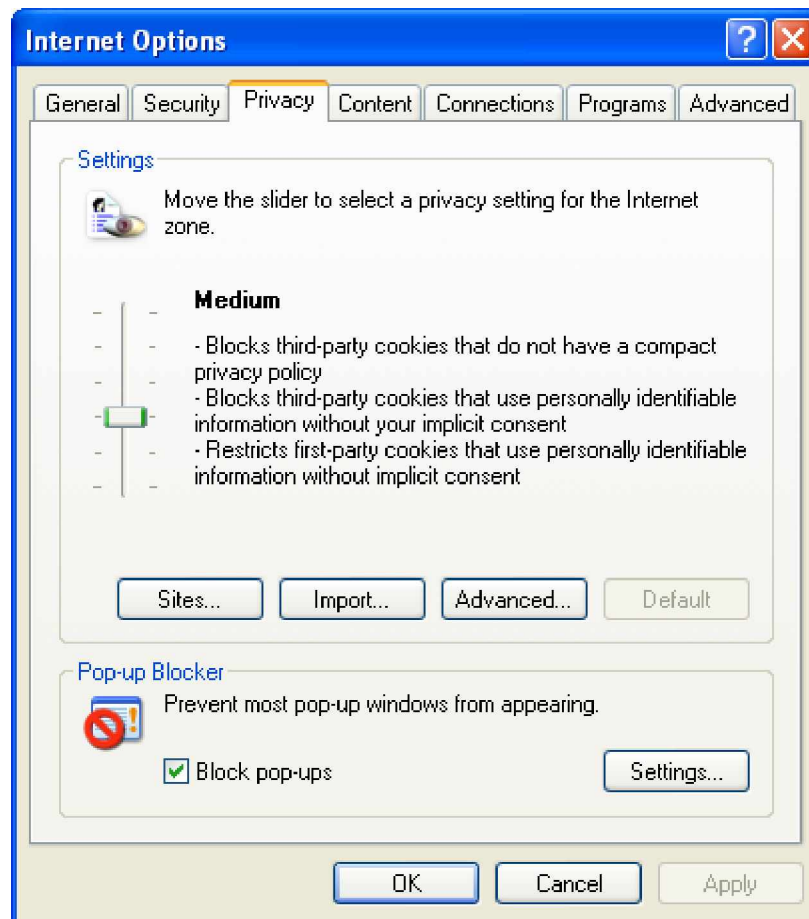 Internet Options
General Security Privacy Content Connections Programs Advanced
Settings
Move the slider to select a privacy setting for the Internet
zone.
Medium
- Blocks third-party cookies that do not have a compact
privacy policy
- Blocks third-party cookies that use personally identifiable
information without your implicit consent
- Restricts first-party cookies that use personally identifiable
information without implicit consent
Sites... Import... Advanced... Default
Pop-up Blocker
Prevent most pop-up windows from appearing.
Block pop-ups Settings...
OK Cancel Apply